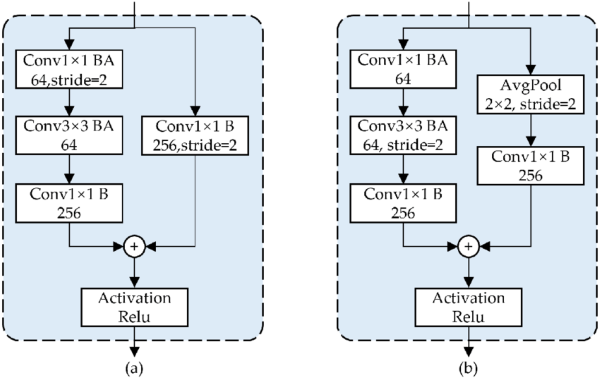 Conv1×1 BA
64,stride=2
Conv3×3 BA
64
Conv1×1 B
256
Conv1×1 B
256,stride=2
+
Activation
Relu
(a)
Conv1×1 BA
64
Conv3×3 BA
64, stride=2
Conv1×1 B
256
AvgPool
2×2, stride=2
Conv1×1 B
256
+
Activation
Relu
(b)